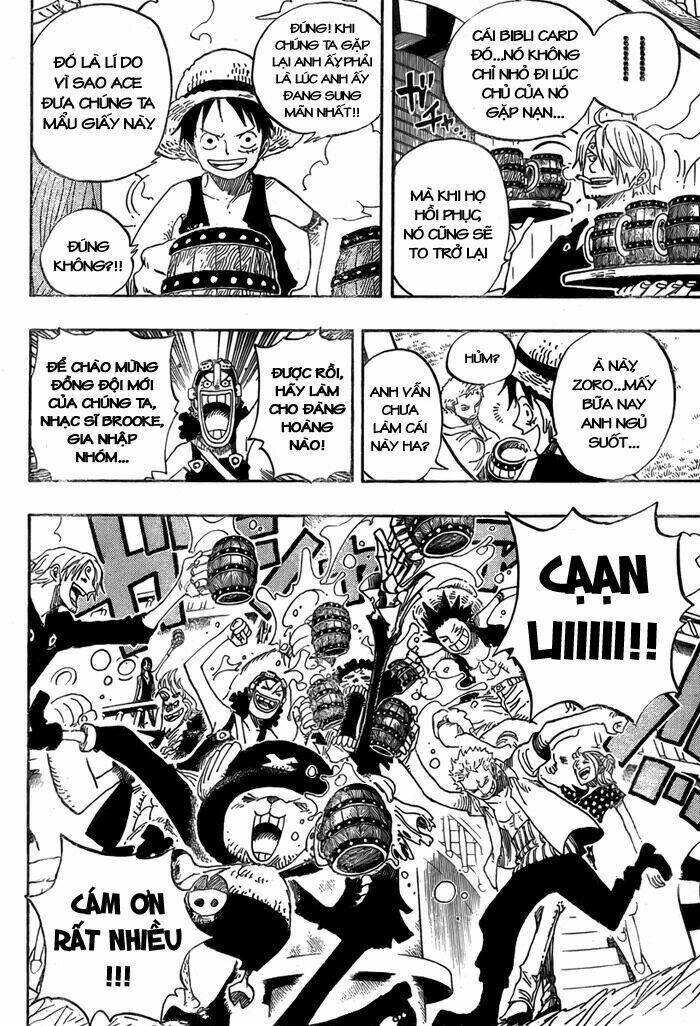 !!!
CÁI BIBLI CARD
ĐÓ...NÓ KHÔNG
CHỈ NHỎ ĐI LÚC
CHỦ CỦA NÓ
GẶP NẠN...
MÀ KHI HỌ
HỒI PHỤC,
NÓ CŨNG SẼ
TO TRỞ LẠI
ĐÚNG! KHI
CHÚNG TA GẶP
LẠI ANH ẤY, PHẢI
LÀ LÚC ANH ẤY
ĐANG SUNG
MÃN NHẤT!!
ĐÓ LÀ LÍ DO
VÌ SAO ACE
ĐƯA CHÚNG TA
MẨU GIẤY NÀY.
ĐÚNG
KHÔNG?!!
À NÀY,
ZORO...MẤY
BỮA NAY
ANH NGỦ
SUỐT...
HỬM?
ANH VẪN
CHƯA
LÀM CÁI
NÀY HA?
ĐƯỢC RỒI,
HÃY LÀM
CHO ĐÀNG
HOÀNG
NÀO!
ĐỂ CHÀO MỪNG
ĐỒNG ĐỘI MỚI
CỦA CHÚNG TA,
NHẠC SĨ BROOKE,
GIA NHẬP
NHÓM...
CẠẠN
LIIIIII!!
CÁM ƠN
RẤT NHIỀU
!!!